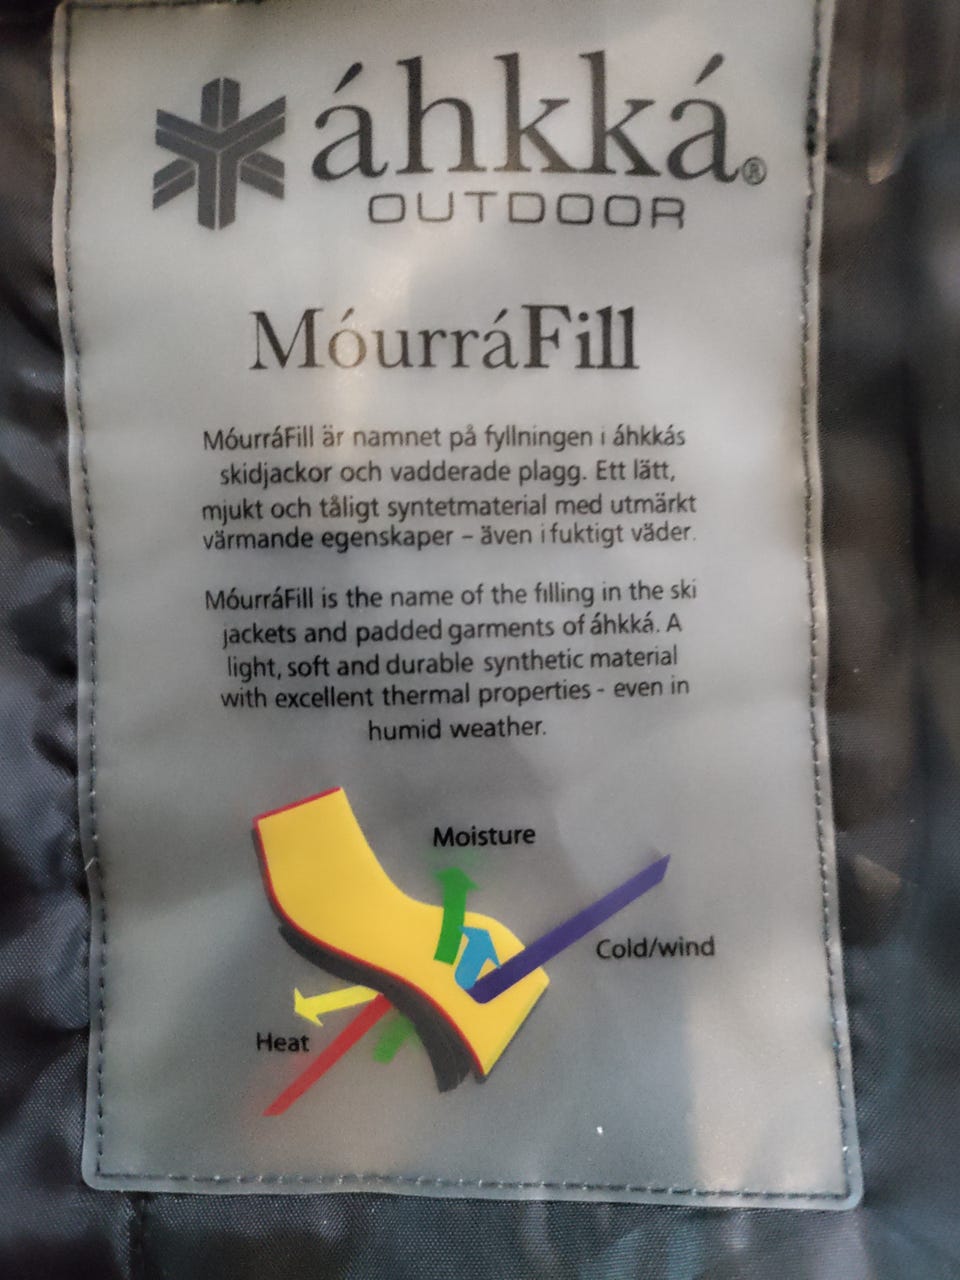 áhkká®
OUTDOOR
MóurráFill
MóurráFill är namnet på fyllningen i áhkkás
skidjackor och vadderade plagg. Ett lätt,
mjukt och tåligt syntetmaterial med utmärkt
värmande egenskaper – även i fuktigt väder.
MóurráFill is the name of the filling in the ski
jackets and padded garments of áhkká. A
light, soft and durable synthetic material
with excellent thermal properties - even in
humid weather.
Moisture
Cold/wind
Heat